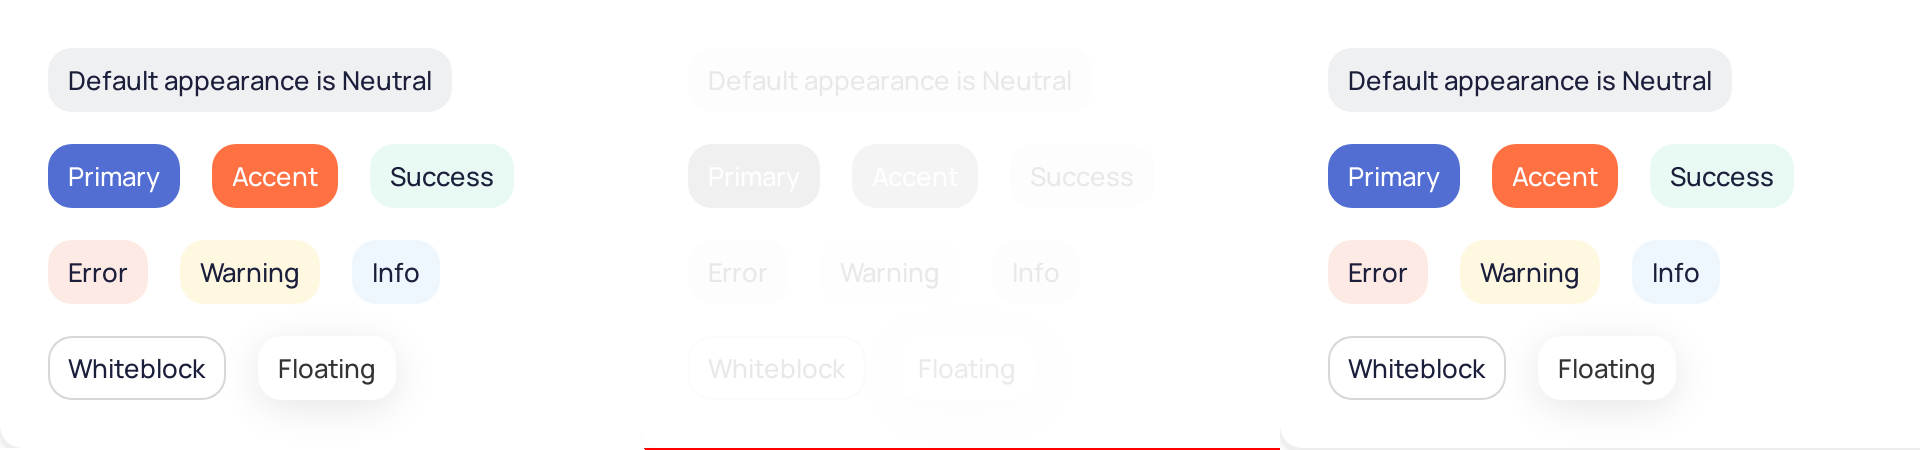 Default appearance is Neutral
Primary Accent Success
Error Warning Info
Whiteblock Floating
Default appearance is Neutral
Primary Accent Success
Error Warning Info
Whiteblock Floating
Default appearance is Neutral
Primary Accent Success
Error Warning Info
Whiteblock Floating